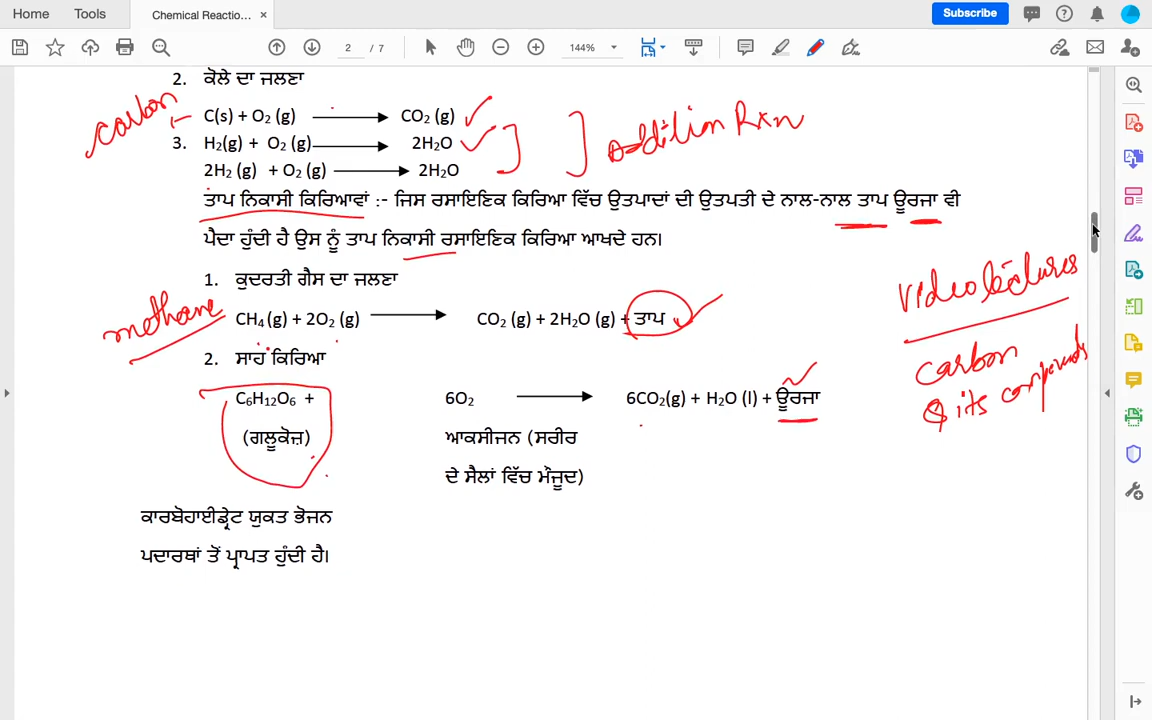 Home Tools Chemical Reactio... × Subscribe
2 / 7 144%
2. ਕੋਲੇ ਦਾ ਜਲਣਾ
carbon C(s) + O₂ (g) CO₂ (g)
3. H₂(g) + O₂ (g) 2H₂O Addition Rxn
2H₂ (g) + O₂ (g) 2H₂O
ਤਾਪ ਨਿਕਾਸੀ ਕਿਰਿਆਵਾਂ :- ਜਿਸ ਰਸਾਇਣਿਕ ਕਿਰਿਆ ਵਿੱਚ ਉਤਪਾਦਾਂ ਦੀ ਉਤਪਤੀ ਦੇ ਨਾਲ-ਨਾਲ ਤਾਪ ਊਰਜਾ ਵੀ
ਪੈਦਾ ਹੁੰਦੀ ਹੈ ਉਸ ਨੂੰ ਤਾਪ ਨਿਕਾਸੀ ਰਸਾਇਣਿਕ ਕਿਰਿਆ ਆਖਦੇ ਹਨ।
1. ਕੁਦਰਤੀ ਗੈਸ ਦਾ ਜਲਣਾ
video lectures
methane CH₄ (g) + 2O₂ (g) CO₂ (g) + 2H₂O (g) + ਤਾਪ
2. ਸਾਹ ਕਿਰਿਆ
carbon
& its compounds
C₆H₁₂O₆ + 6O₂ 6CO₂(g) + H₂O (l) + ਊਰਜਾ
(ਗਲੂਕੋਜ਼) ਆਕਸੀਜਨ (ਸਰੀਰ
ਦੇ ਸੈਲਾਂ ਵਿੱਚ ਮੌਜੂਦ)
ਕਾਰਬੋਹਾਈਡ੍ਰੇਟ ਯੁਕਤ ਭੋਜਨ
ਪਦਾਰਥਾਂ ਤੋਂ ਪ੍ਰਾਪਤ ਹੁੰਦੀ ਹੈ।